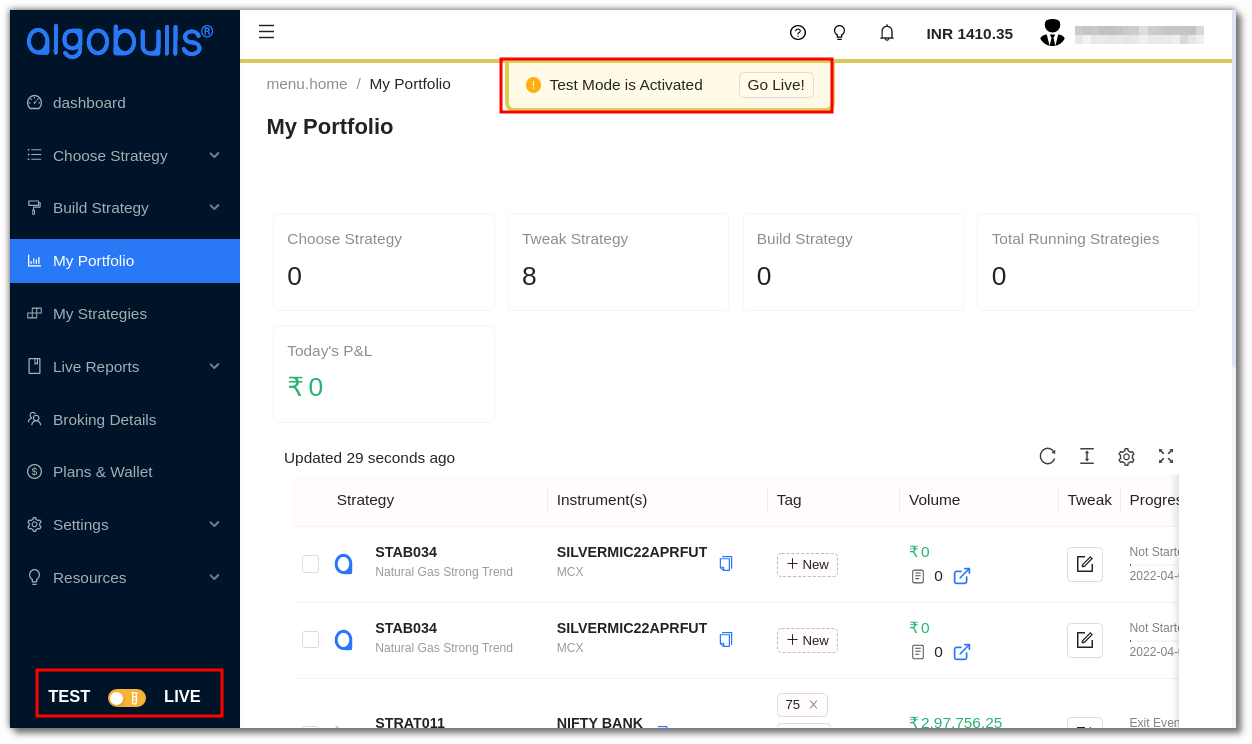 algobulls®
INR 1410.35
menu.home / My Portfolio
! Test Mode is Activated Go Live!
My Portfolio
dashboard
Choose Strategy
Build Strategy
My Portfolio
My Strategies
Live Reports
Broking Details
Plans & Wallet
Settings
Resources
TEST LIVE
Choose Strategy
0
Tweak Strategy
8
Build Strategy
0
Total Running Strategies
0
Today's P&L
₹ 0
Updated 29 seconds ago
Strategy Instrument(s) Tag Volume Tweak Progres
STAB034 SILVERMIC22APRFUT ₹ 0 Not Starte
Natural Gas Strong Trend MCX + New 0 2022-04-
STAB034 SILVERMIC22APRFUT ₹ 0 Not Starte
Natural Gas Strong Trend MCX + New 0 2022-04-
75 X
STRAT011 NIFTY BANK ₹ 2,97,756.25 Exit Even